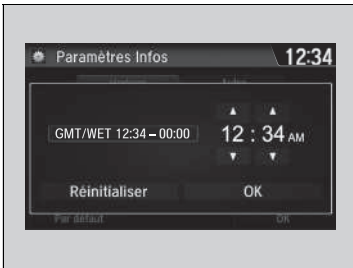 Paramètres Infos 12:34
GMT/WET 12:34 – 00:00
12 : 34 AM
Réinitialiser OK
Par défaut OK